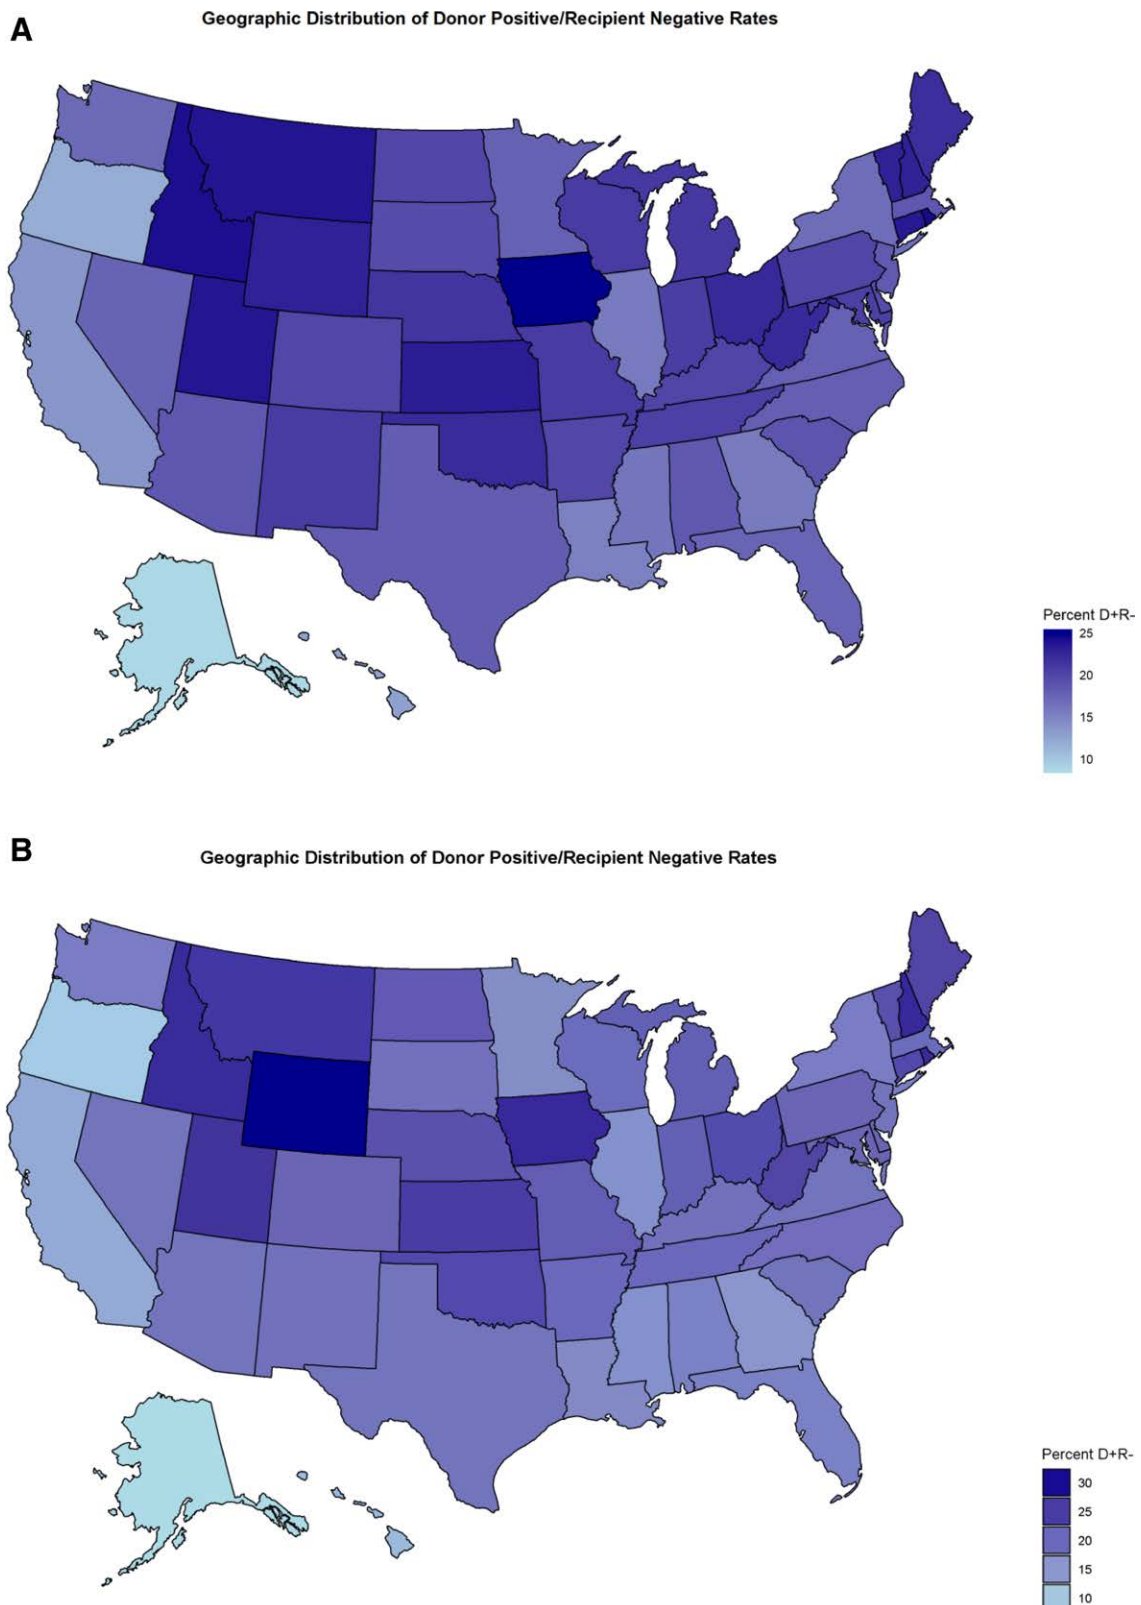 A
Geographic Distribution of Donor Positive/Recipient Negative Rates
Percent D+R-
25
20
15
10
B
Geographic Distribution of Donor Positive/Recipient Negative Rates
Percent D+R-
30
25
20
15
10